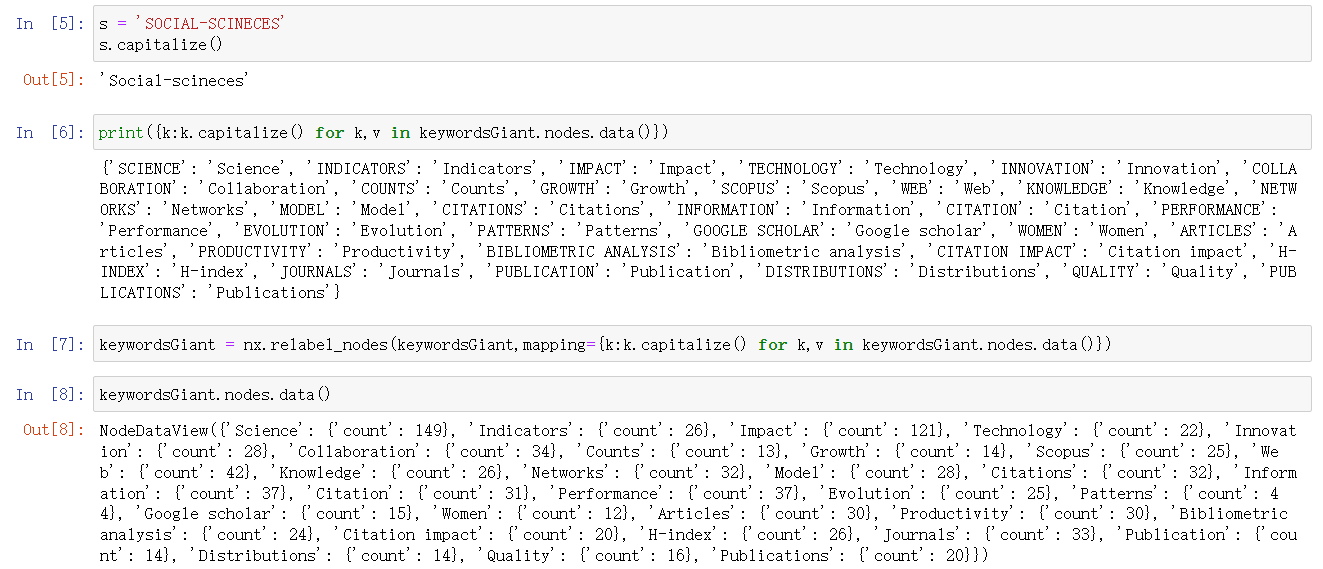 In [5]: s = 'SOCIAL-SCINECES'
s.capitalize()
Out[5]: 'Social-scineces'
In [6]: print({k:k.capitalize() for k,v in keywordsGiant.nodes.data()})
{'SCIENCE': 'Science', 'INDICATORS': 'Indicators', 'IMPACT': 'Impact', 'TECHNOLOGY': 'Technology', 'INNOVATION': 'Innovation', 'COLLA
BORATION': 'Collaboration', 'COUNTS': 'Counts', 'GROWTH': 'Growth', 'SCOPUS': 'Scopus', 'WEB': 'Web', 'KNOWLEDGE': 'Knowledge', 'NETW
ORKS': 'Networks', 'MODEL': 'Model', 'CITATIONS': 'Citations', 'INFORMATION': 'Information', 'CITATION': 'Citation', 'PERFORMANCE':
'Performance', 'EVOLUTION': 'Evolution', 'PATTERNS': 'Patterns', 'GOOGLE SCHOLAR': 'Google scholar', 'WOMEN': 'Women', 'ARTICLES': 'A
rticles', 'PRODUCTIVITY': 'Productivity', 'BIBLIOMETRIC ANALYSIS': 'Bibliometric analysis', 'CITATION IMPACT': 'Citation impact', 'H-
INDEX': 'H-index', 'JOURNALS': 'Journals', 'PUBLICATION': 'Publication', 'DISTRIBUTIONS': 'Distributions', 'QUALITY': 'Quality', 'PUB
LICATIONS': 'Publications'}
In [7]: keywordsGiant = nx.relabel_nodes(keywordsGiant,mapping={k:k.capitalize() for k,v in keywordsGiant.nodes.data()})
In [8]: keywordsGiant.nodes.data()
Out[8]: NodeDataView({'Science': {'count': 149}, 'Indicators': {'count': 26}, 'Impact': {'count': 121}, 'Technology': {'count': 22}, 'Innovat
ion': {'count': 28}, 'Collaboration': {'count': 34}, 'Counts': {'count': 13}, 'Growth': {'count': 14}, 'Scopus': {'count': 25}, 'We
b': {'count': 42}, 'Knowledge': {'count': 26}, 'Networks': {'count': 32}, 'Model': {'count': 28}, 'Citations': {'count': 32}, 'Inform
ation': {'count': 37}, 'Citation': {'count': 31}, 'Performance': {'count': 37}, 'Evolution': {'count': 25}, 'Patterns': {'count': 4
4}, 'Google scholar': {'count': 15}, 'Women': {'count': 12}, 'Articles': {'count': 30}, 'Productivity': {'count': 30}, 'Bibliometric
analysis': {'count': 24}, 'Citation impact': {'count': 20}, 'H-index': {'count': 26}, 'Journals': {'count': 33}, 'Publication': {'cou
nt': 14}, 'Distributions': {'count': 14}, 'Quality': {'count': 16}, 'Publications': {'count': 20}})